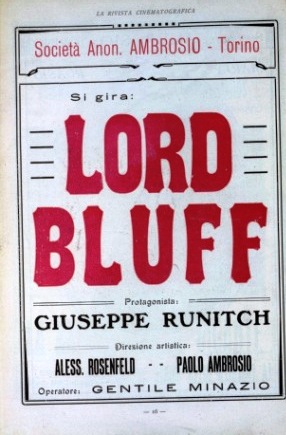 LA RIVISTA CINEMATOGRAFICA
Società Anon. AMBROSIO - Torino
Si gira:
LORD
BLUFF
Protagonista:
GIUSEPPE RUNITCH
Direzione artistica:
ALESS. ROSENFELD - - PAOLO AMBROSIO
Operatore: GENTILE MINAZIO